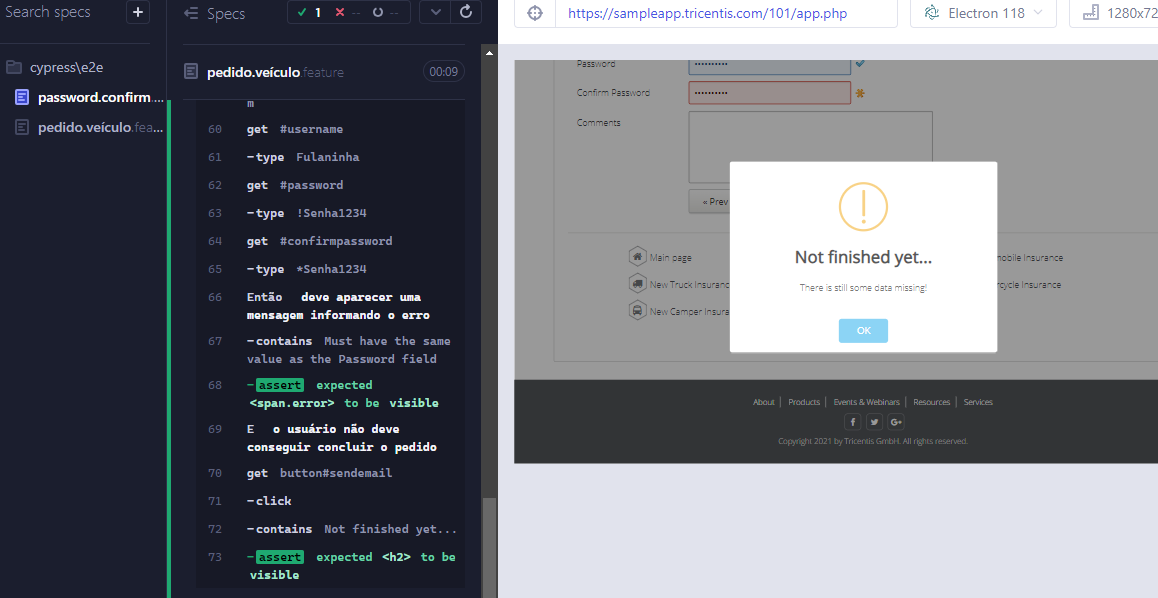 Search specs
+
cypress\e2e
password.confirm....
pedido.veículo.fea...
Specs
1
--
--
pedido.veículo.feature
00:09
m
60 get #username
61 -type Fulaninha
62 get #password
63 -type !Senha1234
64 get #confirmpassword
65 -type *Senha1234
66 Então deve aparecer uma
mensagem informando o erro
67 -contains Must have the same
value as the Password field
68 -assert expected
<span.error> to be visible
69 E o usuário não deve
conseguir concluir o pedido
70 get button#sendemail
71 -click
72 -contains Not finished yet...
73 -assert expected <h2> to be
visible
https://sampleapp.tricentis.com/101/app.php
Electron 118
1280x72
Password
Confirm Password
Comments
« Prev
Not finished yet...
There is still some data missing!
OK
Main page
mobile Insurance
New Truck Insuranc
rcycle Insurance
New Camper Insura
About | Products | Events & Webinars | Resources | Services
Copyright 2021 by Tricentis GmbH. All rights reserved.